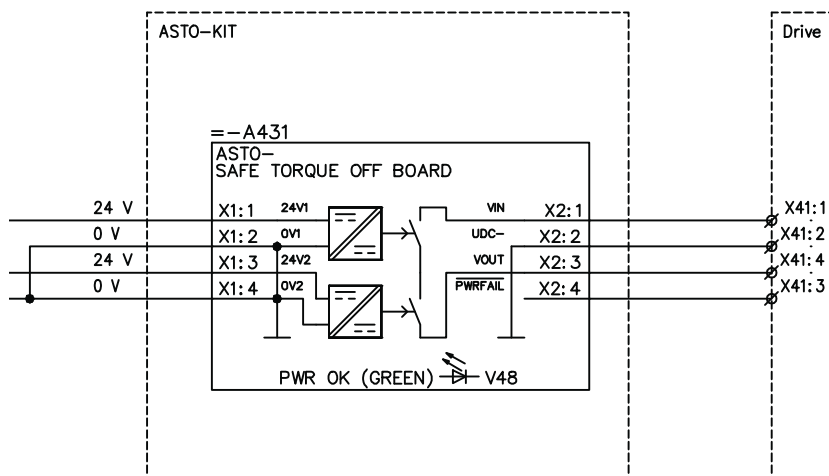 ASTO-KIT
Drive
=-A431
ASTO-
SAFE TORQUE OFF BOARD
24 V X1:1 24V1 VIN X2:1 X41:1
0 V X1:2 0V1 UDC- X2:2 X41:2
24 V X1:3 24V2 VOUT X2:3 X41:4
0 V X1:4 0V2 PWRFAIL X2:4 X41:3
PWR OK (GREEN) V48